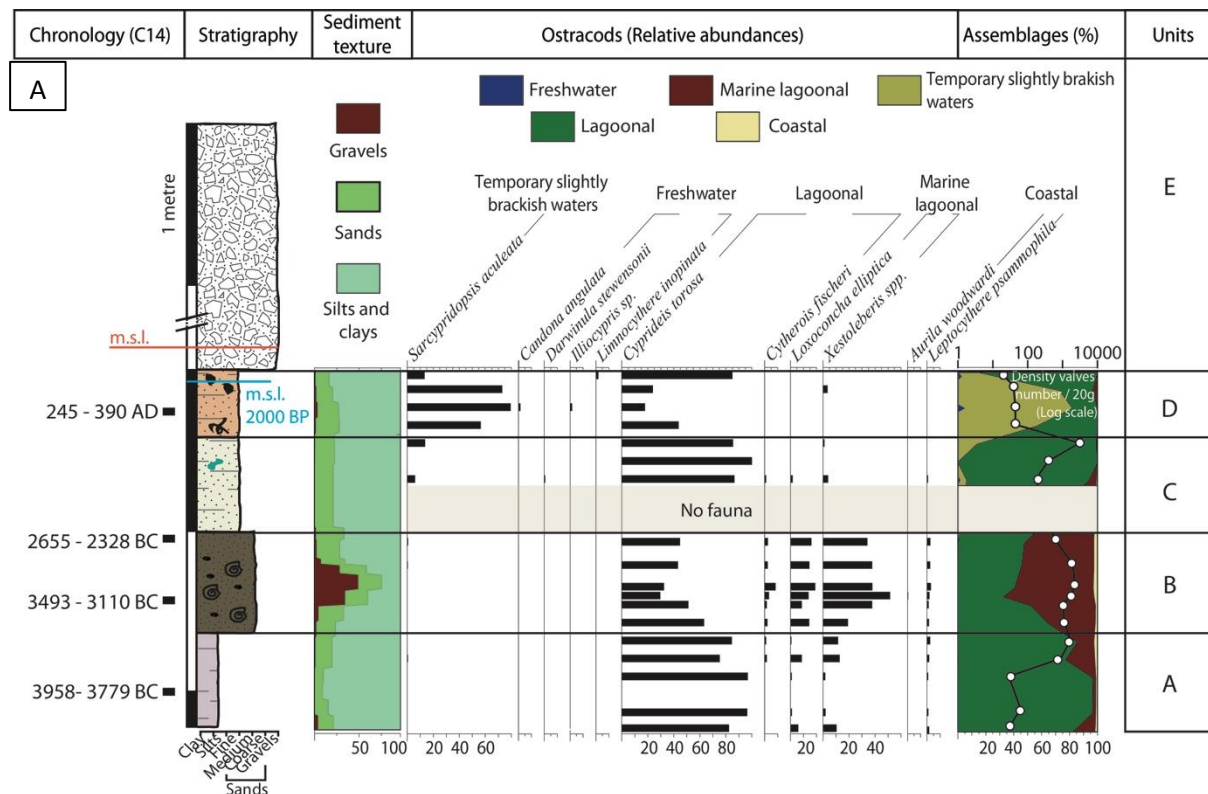 Chronology (C14)
Stratigraphy
Sediment
texture
Ostracods (Relative abundances)
Assemblages (%)
Units
A
Freshwater
Marine lagoonal
Temporary slightly brakish
waters
Lagoonal
Coastal
Gravels
Sands
Silts and
clays
1 metre
Temporary slightly
brackish waters
Freshwater
Lagoonal
Marine
lagoonal
Coastal
Sarcypridopsis aculeata
Candona angulata
Darwinula stewensonii
Illiocypris sp.
Limnocythere inopinata
Cyprideis torosa
Cytherois fischeri
Loxoconcha elliptica
Xestoleberis spp.
Aurila woodwardi
Leptocythere psammophila
E
m.s.l.
1 100 10000
m.s.l.
2000 BP
Density valves
number / 20g
(Log scale)
245 - 390 AD
D
C
No fauna
2655 - 2328 BC
3493 - 3110 BC
B
3958- 3779 BC
A
Clay
Silts
Fine
Medium
Coarse
Gravels
Sands
0 50 100
20 40 60
20 40 60 80
20
20 40
20 40 60 80 100